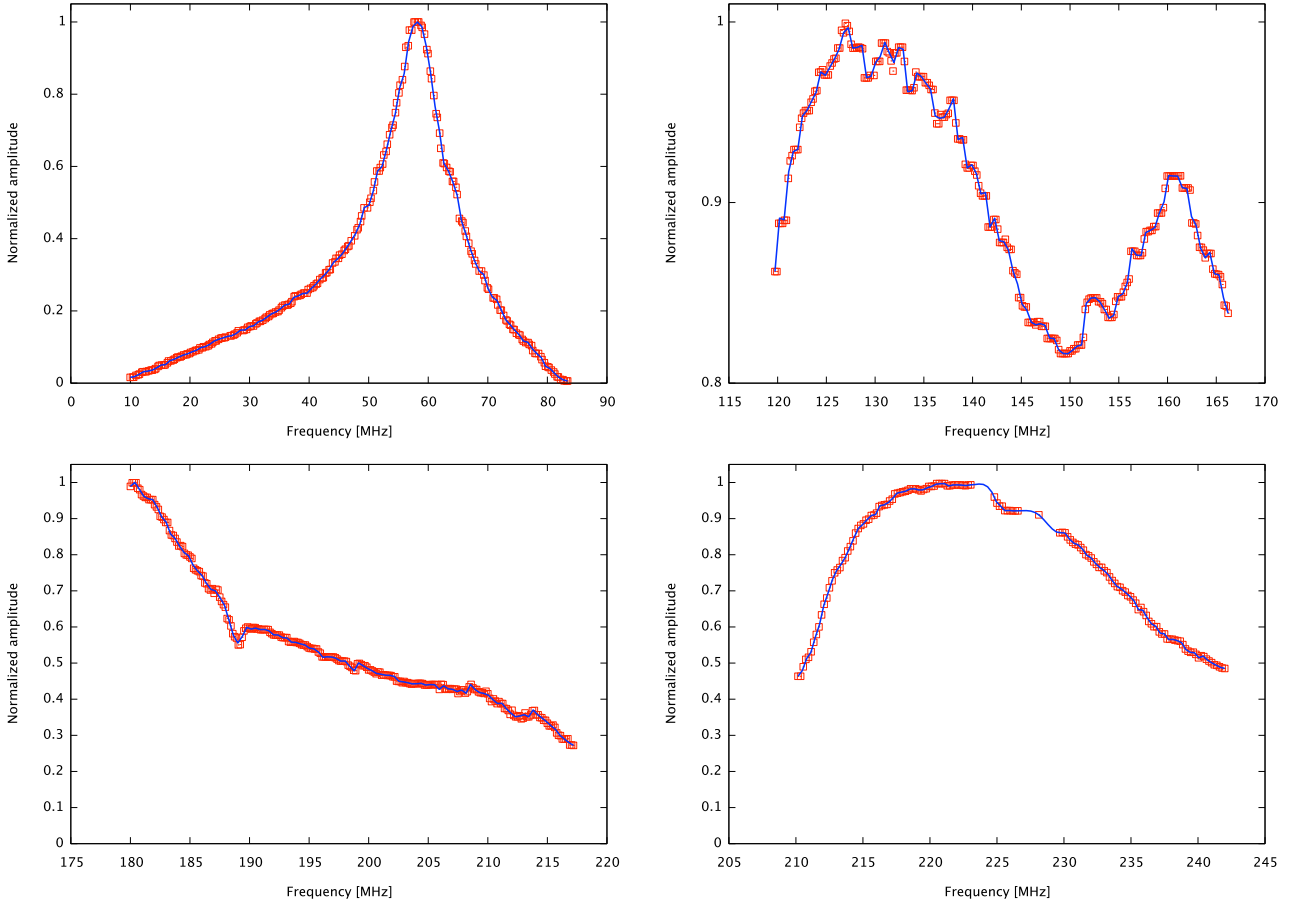 1
0.8
0.6
0.4
0.2
0
0 10 20 30 40 50 60 70 80 90
Normalized amplitude
Frequency [MHz]
1
0.9
0.8
115 120 125 130 135 140 145 150 155 160 165 170
Normalized amplitude
Frequency [MHz]
1
0.9
0.8
0.7
0.6
0.5
0.4
0.3
0.2
0.1
0
175 180 185 190 195 200 205 210 215 220
Normalized amplitude
Frequency [MHz]
1
0.9
0.8
0.7
0.6
0.5
0.4
0.3
0.2
0.1
0
205 210 215 220 225 230 235 240 245
Normalized amplitude
Frequency [MHz]